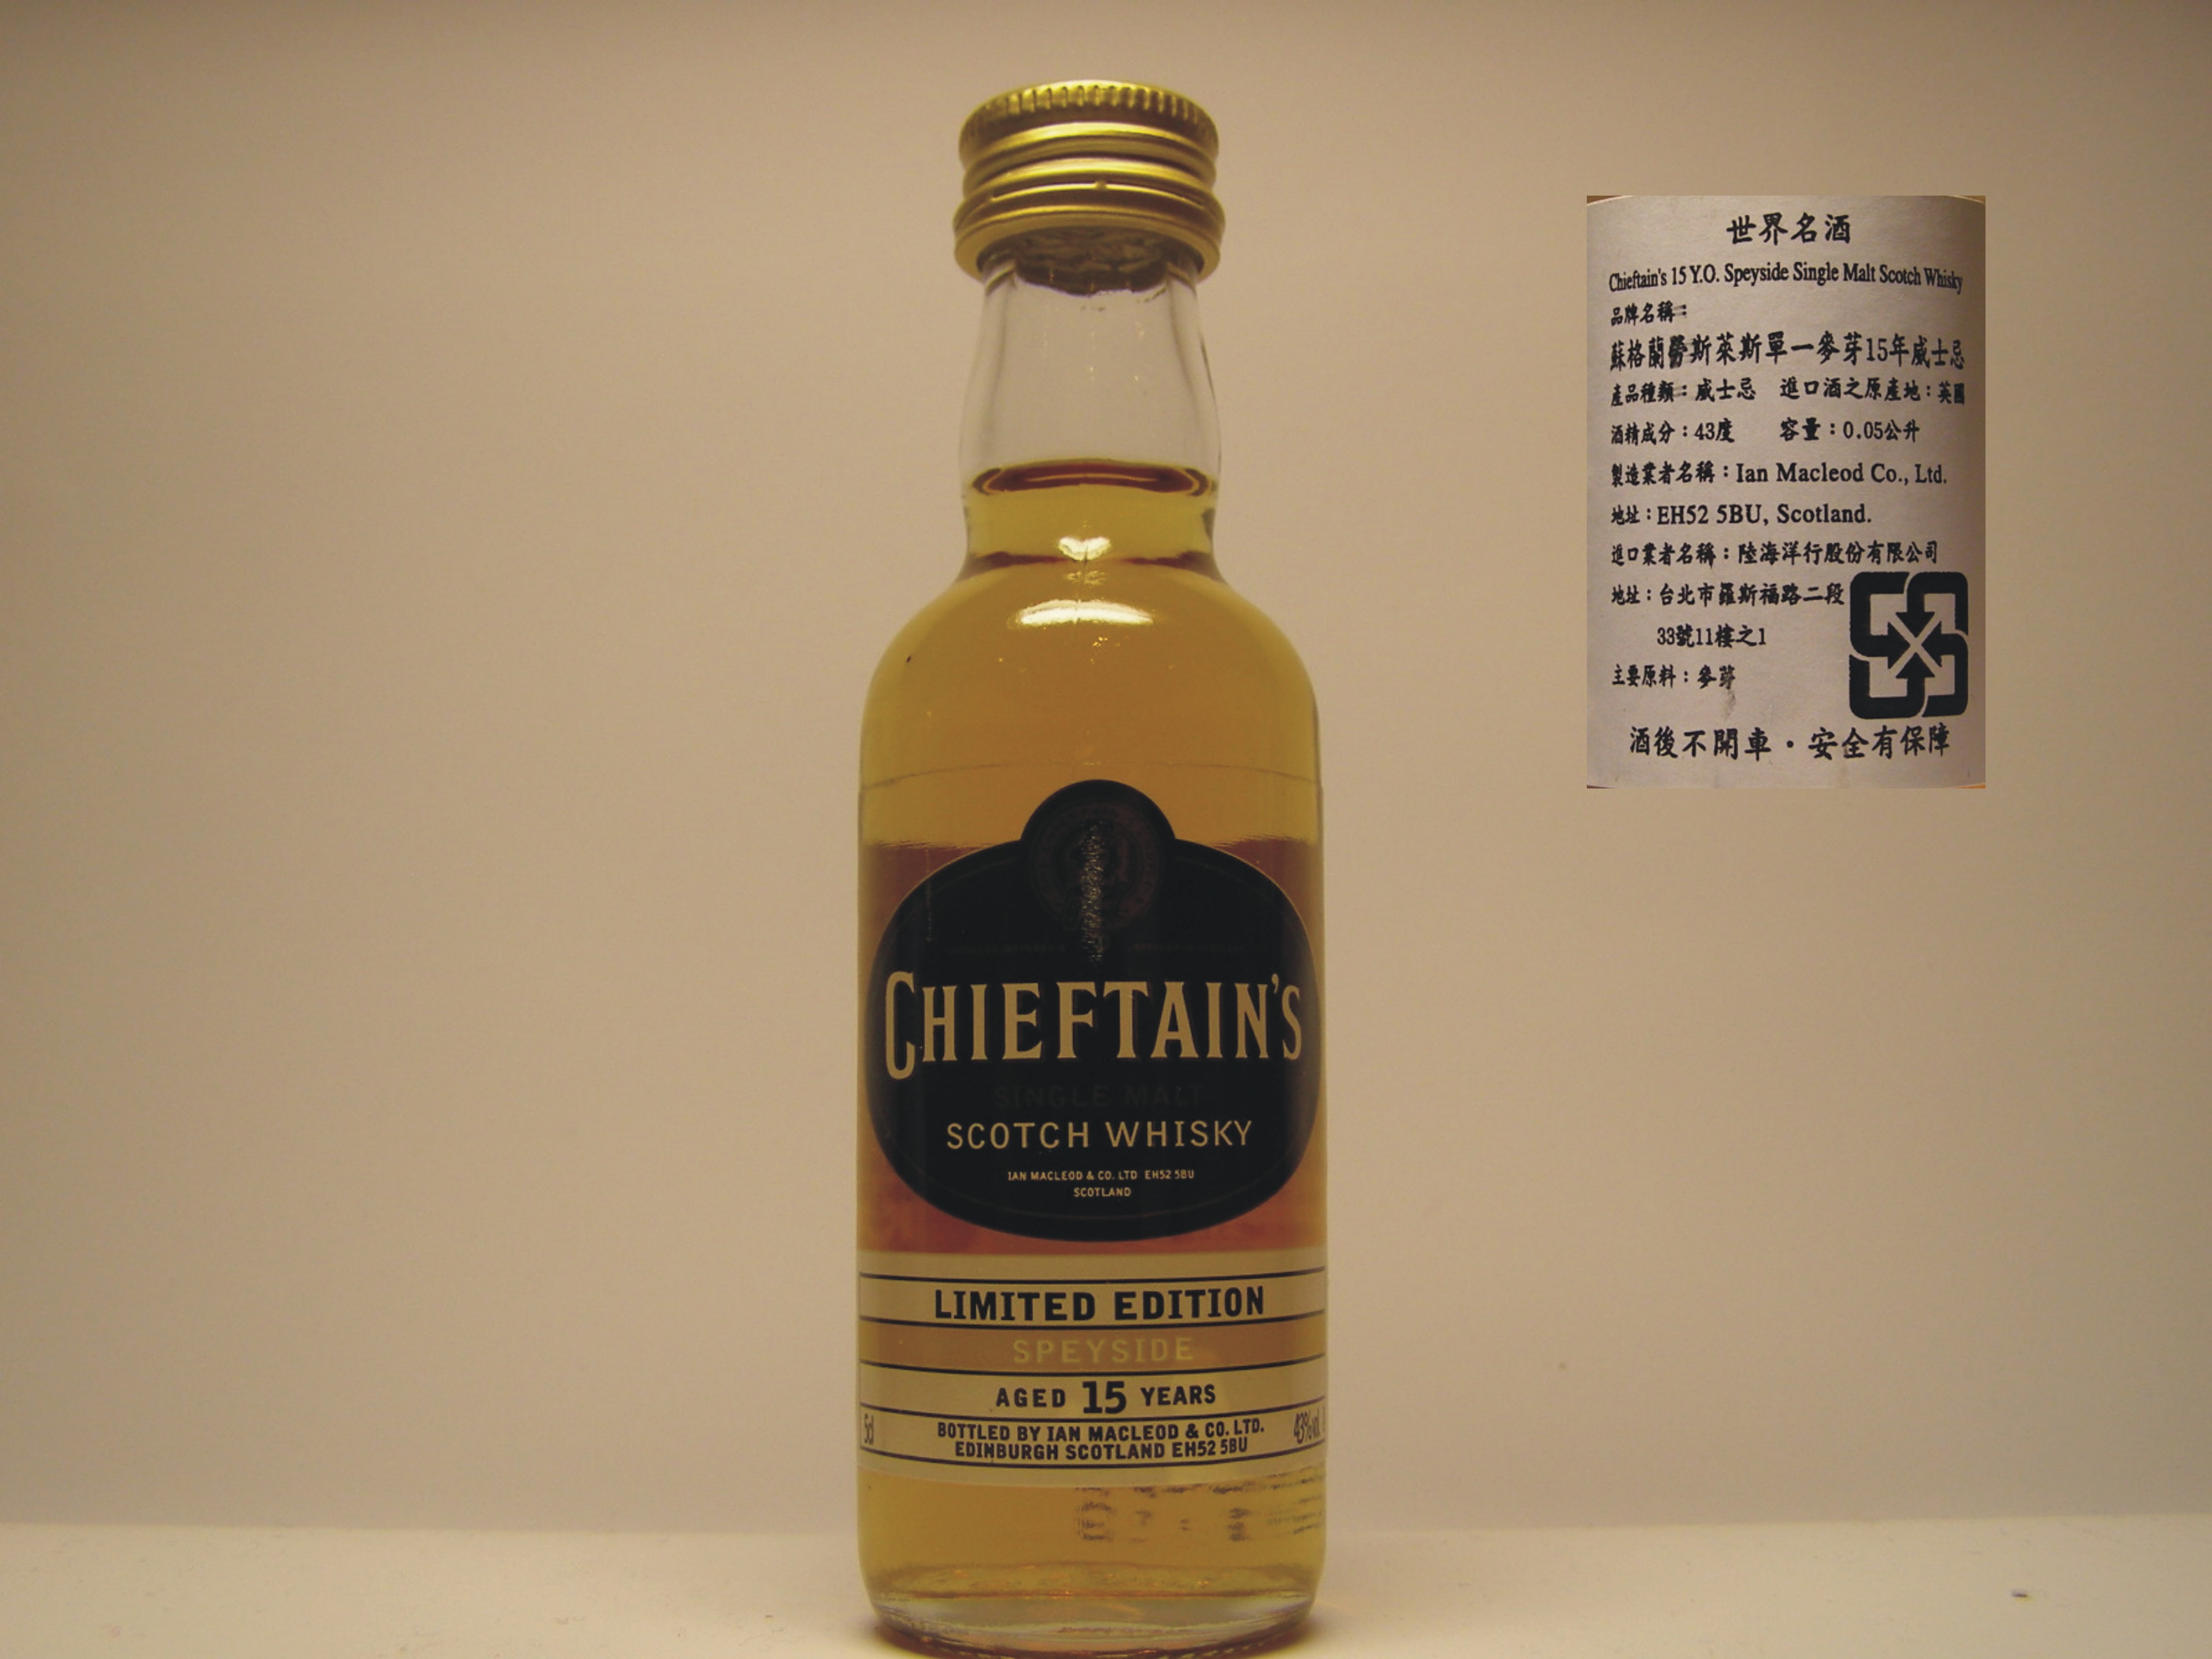 CHIEFTAIN'S
SINGLE MALT
SCOTCH WHISKY
IAN MACLEOD & CO. LTD EH52 5BU
SCOTLAND
LIMITED EDITION
SPEYSIDE
AGED 15 YEARS
5cl
BOTTLED BY IAN MACLEOD & CO. LTD.
EDINBURGH SCOTLAND EH52 5BU
43%vol
世界名酒
Chieftain's 15 Y.O. Speyside Single Malt Scotch Whisky
品牌名稱：
蘇格蘭爵斯萊斯單一麥芽15年威士忌
產品種類：威士忌 進口酒之原產地：英國
酒精成分：43度 容量：0.05公升
製造業者名稱：Ian Macleod Co., Ltd.
地址：EH52 5BU, Scotland.
進口業者名稱：陸海洋行股份有限公司
地址：台北市羅斯福路二段
33號11樓之1
主要原料：麥芽
酒後不開車・安全有保障